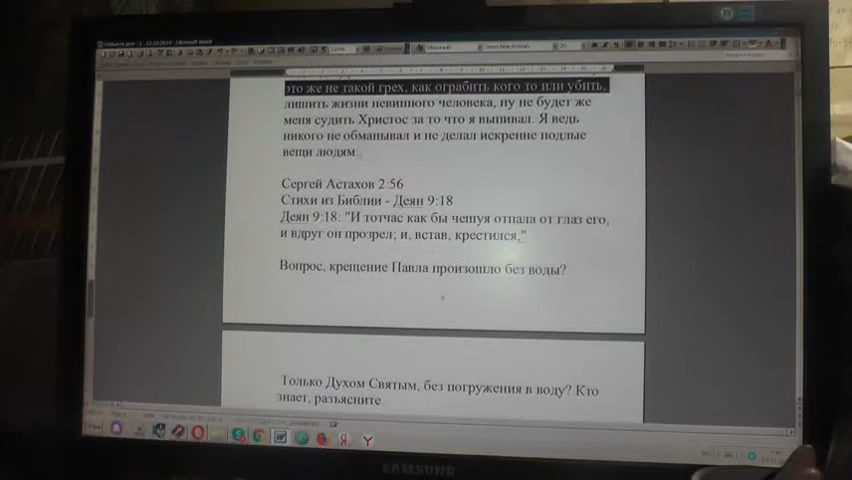 это же не такой грех, как ограбить кого то или убить,
лишить жизни невинного человека, ну не будет же
меня судить Христос за то что я выпивал. Я ведь
никого не обманывал и не делал искренне подлые
вещи людям.
Сергей Астахов 2:56
Стихи из Библии - Деян 9:18
Деян 9:18: "И тотчас как бы чешуя отпала от глаз его,
и вдруг он прозрел; и, встав, крестился,"
Вопрос, крещение Павла произошло без воды?
Только Духом Святым, без погружения в воду? Кто
знает, разъясните
SAMSUNG